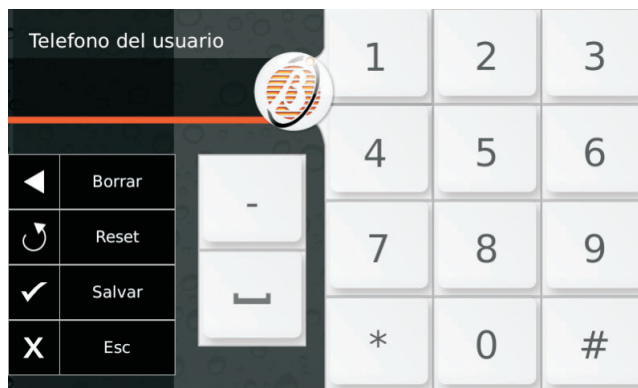 Telefono del usuario
B
1 2 3
4 5 6
7 8 9
* 0 #
-
Borrar
Reset
Salvar
X Esc